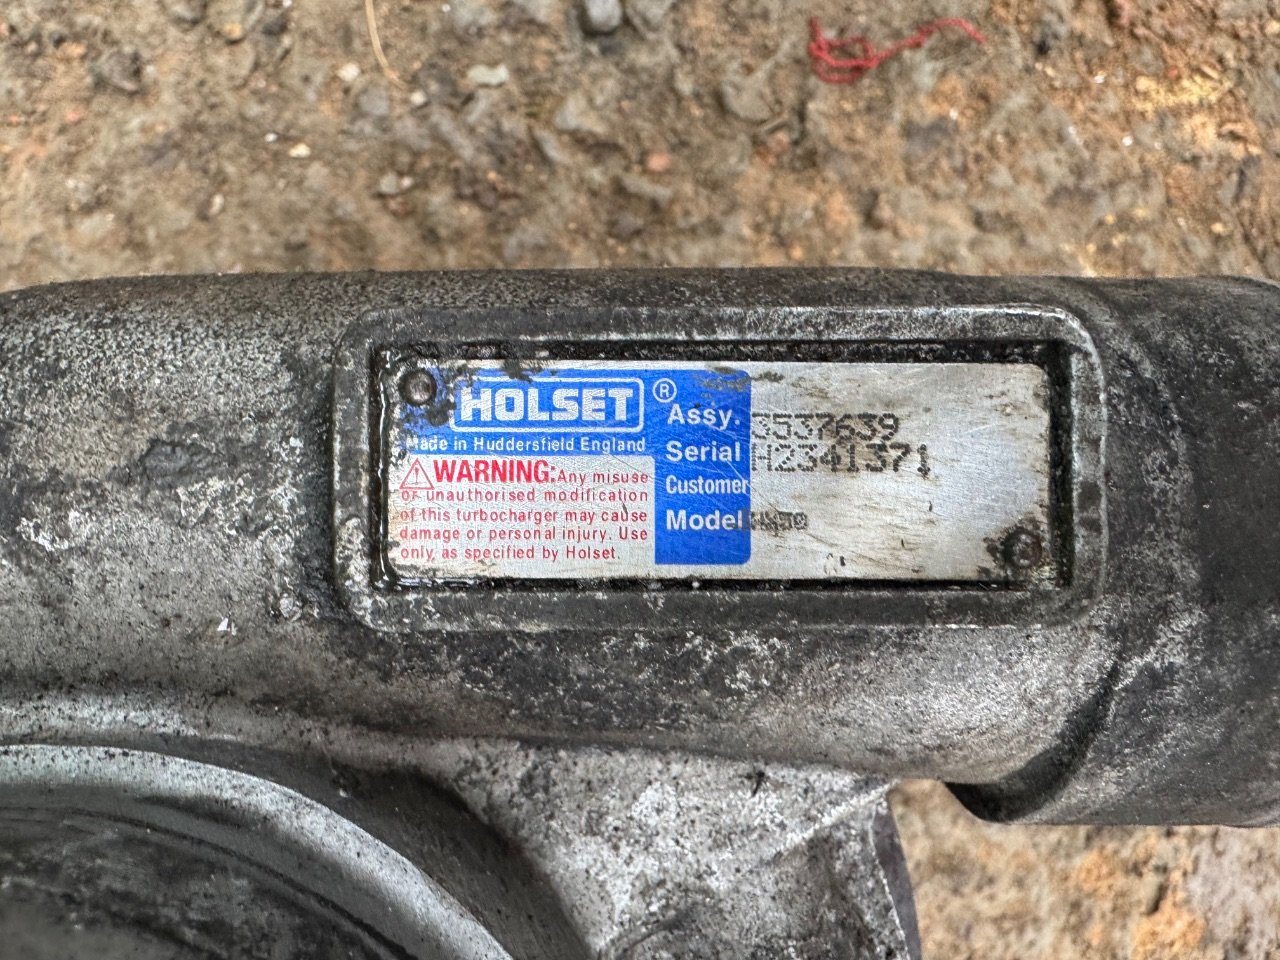 HOLSET ®
Made in Huddersfield England
WARNING: Any misuse
or unauthorised modification
of this turbocharger may cause
damage or personal injury. Use
only, as specified by Holset.
Assy. 3537639
Serial H2341371
Customer
Model